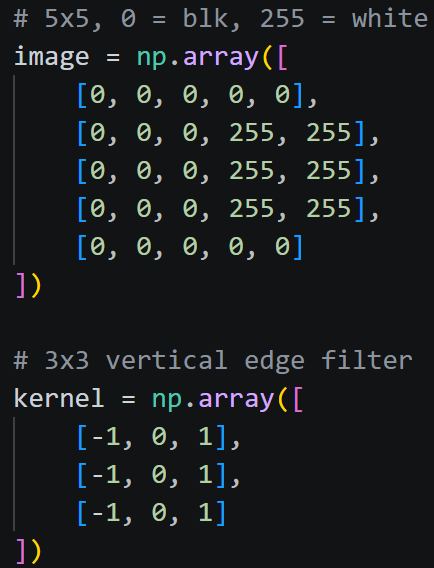 # 5x5, 0 = blk, 255 = white
image = np.array([
    [0, 0, 0, 0, 0],
    [0, 0, 0, 255, 255],
    [0, 0, 0, 255, 255],
    [0, 0, 0, 255, 255],
    [0, 0, 0, 0, 0]
])

# 3x3 vertical edge filter
kernel = np.array([
    [-1, 0, 1],
    [-1, 0, 1],
    [-1, 0, 1]
])